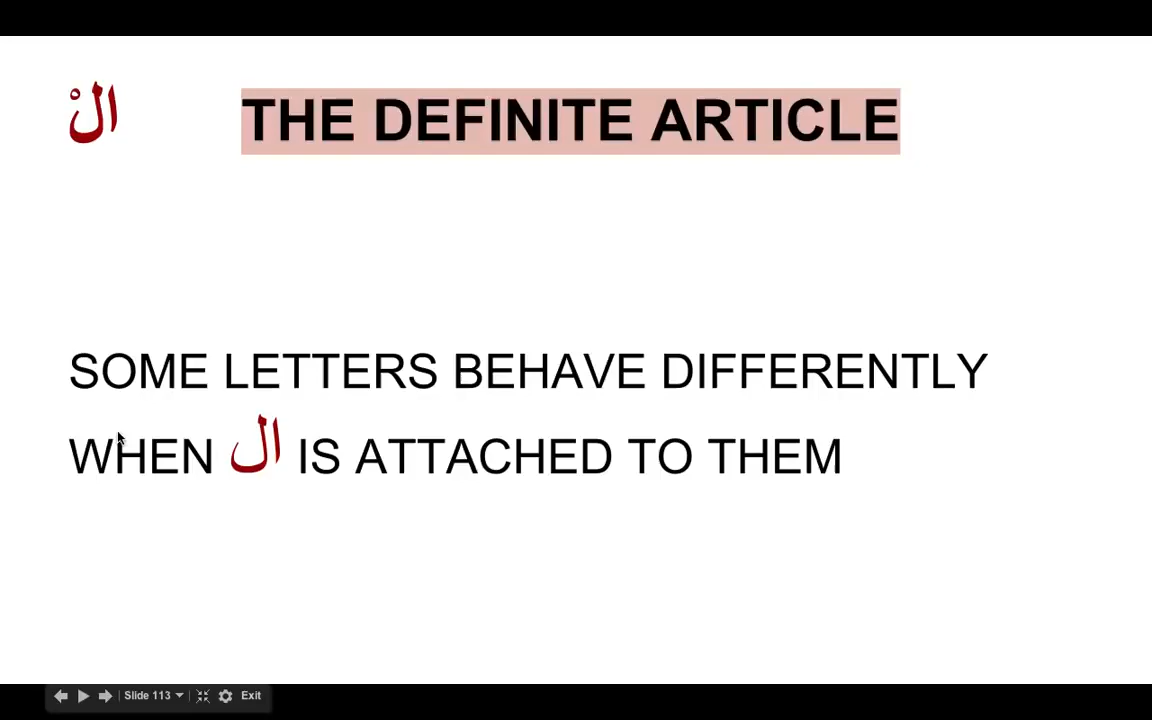 الْ THE DEFINITE ARTICLE
SOME LETTERS BEHAVE DIFFERENTLY
WHEN ال IS ATTACHED TO THEM
Slide 113 Exit